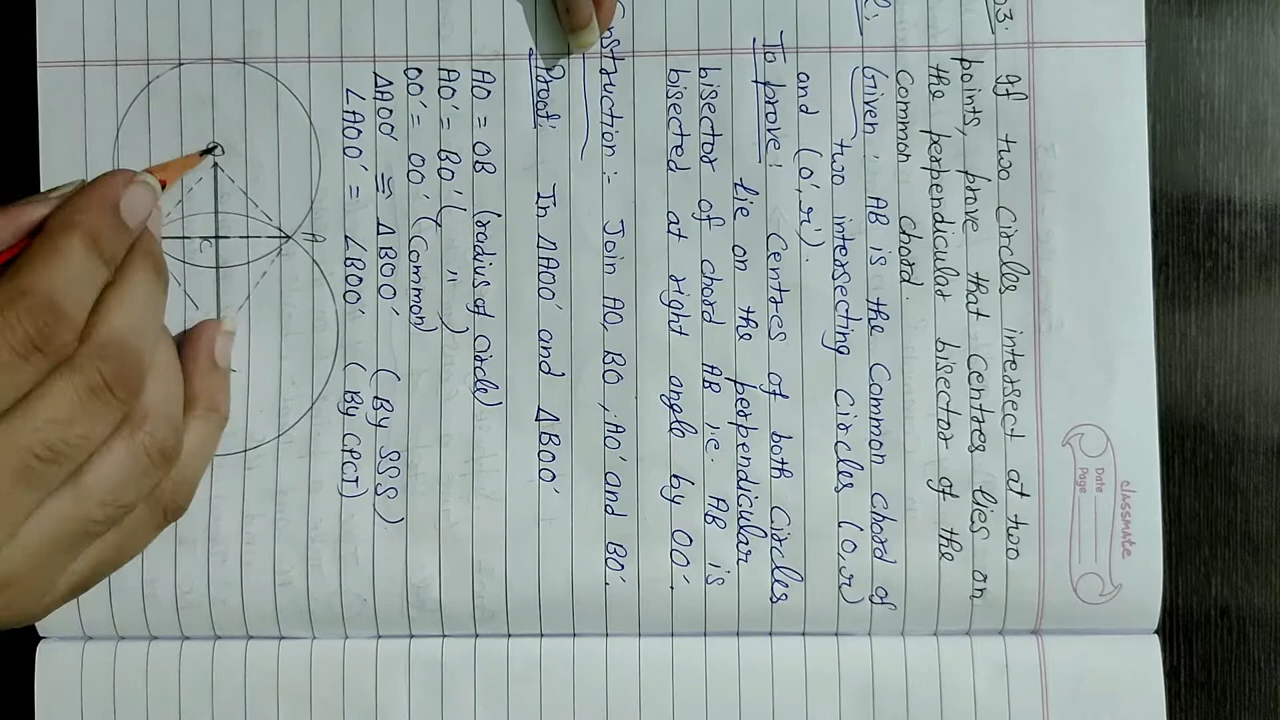 classmate
Date
Page
Q3. If two circles intersect at two
points, prove that centres lies on
the perpendicular bisector of the
common chord.
Given : AB is the common chord of
two intersecting circles (O, r)
and (O', r').
To prove : Centres of both circles
lie on the perpendicular
bisector of chord AB i.e. AB is
bisected at right angle by OO'.
Construction :- Join AO, BO, AO' and BO'.
Proof : In ΔAOO' and ΔBOO'
AO = OB (radius of circle)
AO' = BO' ( " " )
OO' = OO' (Common)
ΔAOO' ≅ ΔBOO' (By SSS)
∠AOO' = ∠BOO' (By CPCT)
A
C
O